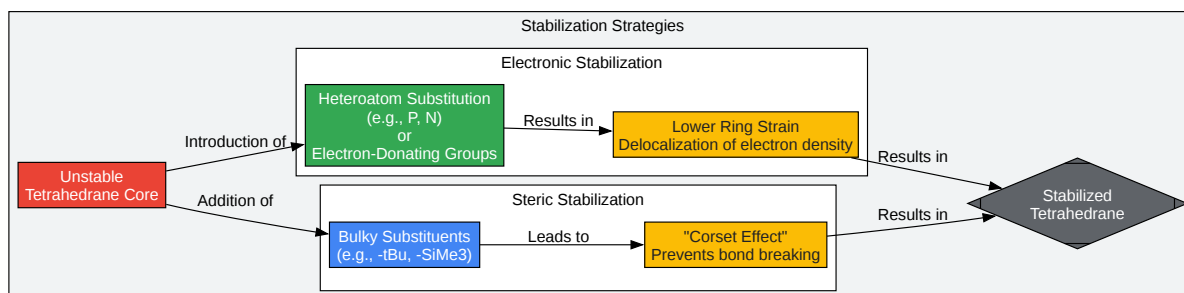 Stabilization Strategies
Electronic Stabilization
Heteroatom Substitution
(e.g., P, N)
or
Electron-Donating Groups
Results in
Lower Ring Strain
Delocalization of electron density
Introduction of
Results in
Unstable
Tetrahedrane Core
Stabilized
Tetrahedrane
Addition of
Steric Stabilization
Results in
Bulky Substituents
(e.g., -tBu, -SiMe3)
Leads to
"Corset Effect"
Prevents bond breaking